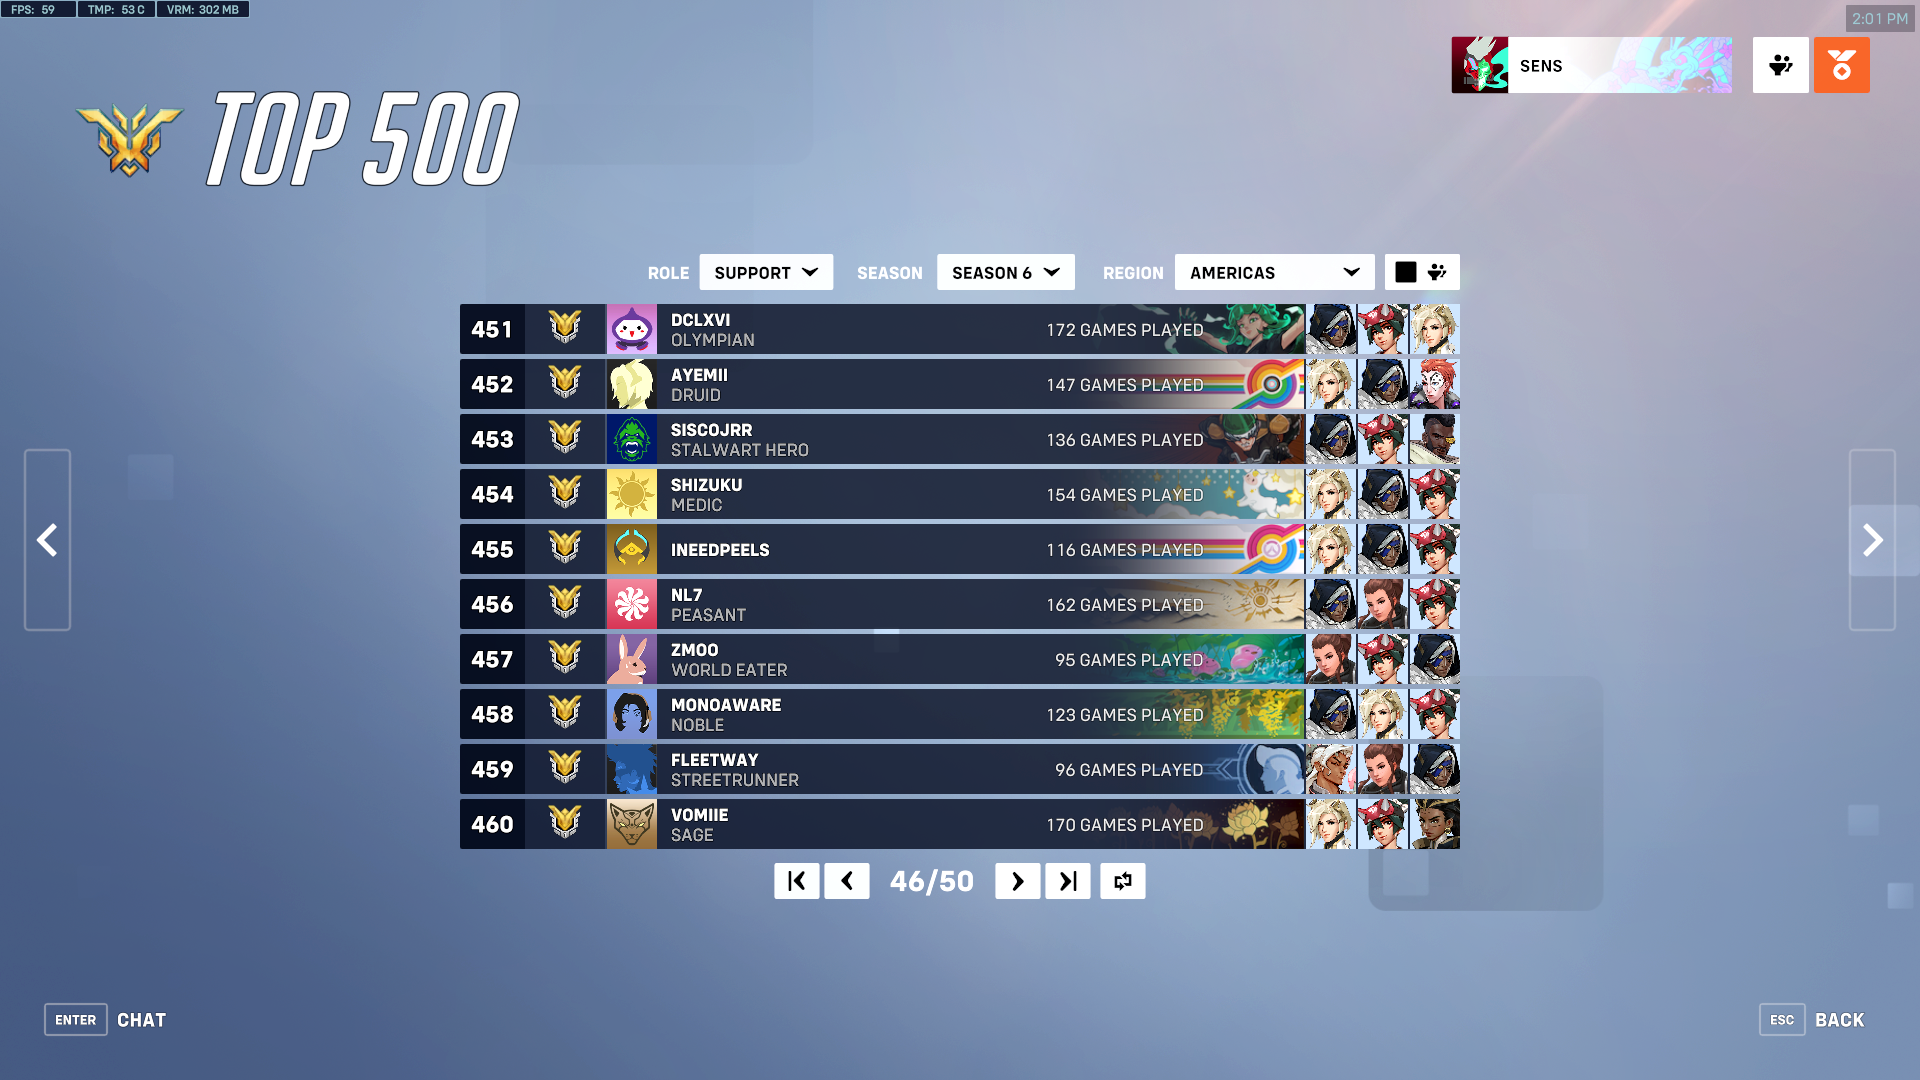 FPS: 59 TMP: 53 C VRM: 302 MB
2:01 PM
SENS
TOP 500
ROLE SUPPORT SEASON SEASON 6 REGION AMERICAS
451 DCLXVI OLYMPIAN 172 GAMES PLAYED
452 AYEMII DRUID 147 GAMES PLAYED
453 SISCOJRR STALWART HERO 136 GAMES PLAYED
454 SHIZUKU MEDIC 154 GAMES PLAYED
455 INEEDPEELS 116 GAMES PLAYED
456 NL7 PEASANT 162 GAMES PLAYED
457 ZMOO WORLD EATER 95 GAMES PLAYED
458 MONOAWARE NOBLE 123 GAMES PLAYED
459 FLEETWAY STREETRUNNER 96 GAMES PLAYED
460 VOMIIE SAGE 170 GAMES PLAYED
46/50
ENTER CHAT
ESC BACK